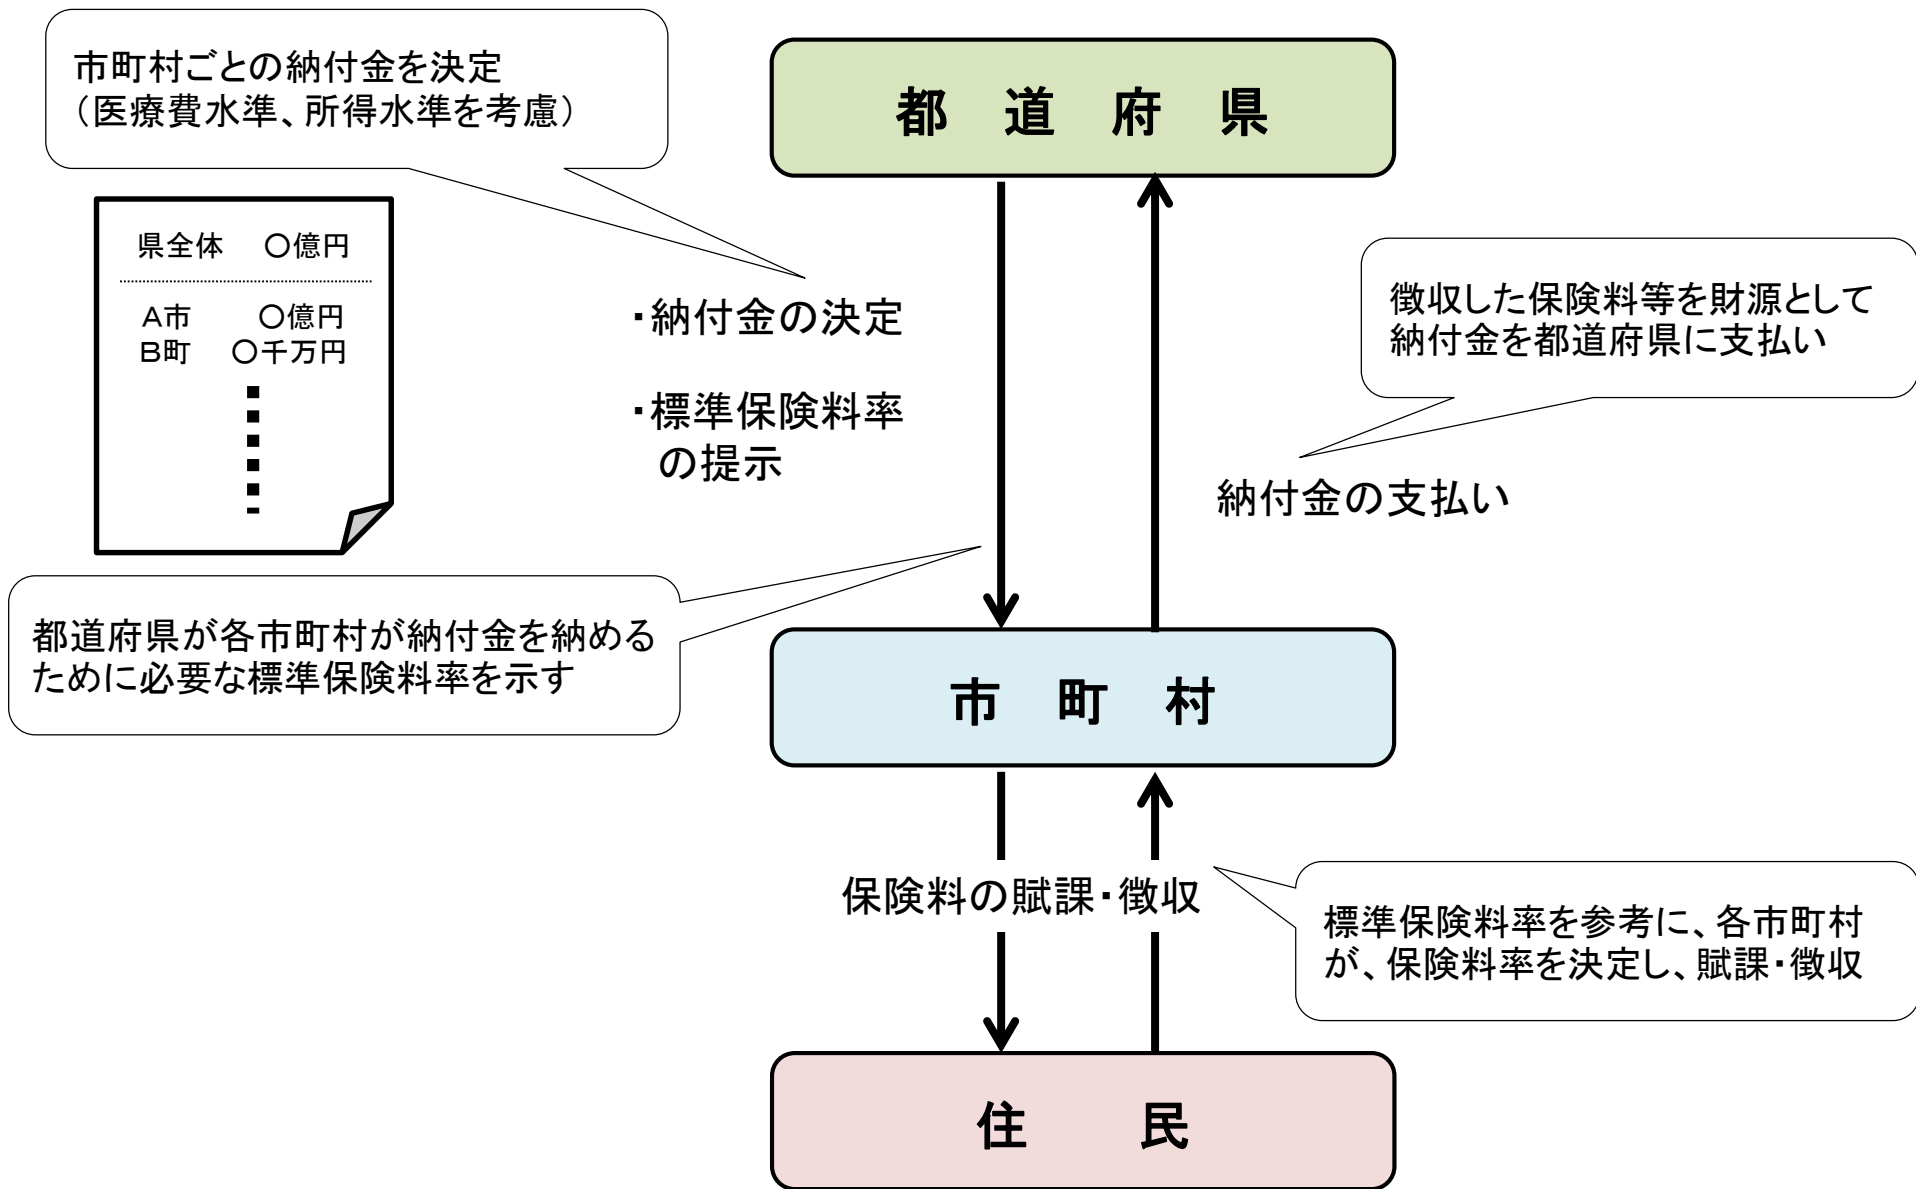 市町村ごとの納付金を決定
（医療費水準、所得水準を考慮）
都　道　府　県
県全体　〇億円
A市　〇億円
B町　〇千万円
・納付金の決定
・標準保険料率
の提示
徴収した保険料等を財源として
納付金を都道府県に支払い
納付金の支払い
都道府県が各市町村が納付金を納める
ために必要な標準保険料率を示す
市　町　村
保険料の賦課・徴収
標準保険料率を参考に、各市町村
が、保険料率を決定し、賦課・徴収
住　民